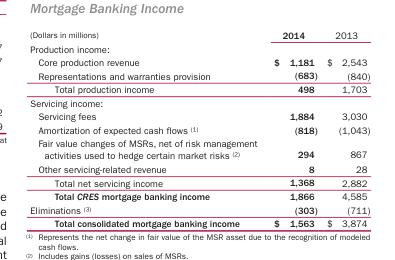 Mortgage Banking Income
(Dollars in millions) 2014 2013
Production income:
Core production revenue $ 1,181 $ 2,543
Representations and warranties provision (683) (840)
Total production income 498 1,703
Servicing income:
Servicing fees 1,884 3,030
Amortization of expected cash flows (1) (818) (1,043)
Fair value changes of MSRs, net of risk management
activities used to hedge certain market risks (2) 294 867
Other servicing-related revenue 8 28
Total net servicing income 1,368 2,882
Total CRES mortgage banking income 1,866 4,585
Eliminations (3) (303) (711)
Total consolidated mortgage banking income $ 1,563 $ 3,874
(1) Represents the net change in fair value of the MSR asset due to the recognition of modeled
cash flows.
(2) Includes gains (losses) on sales of MSRs.